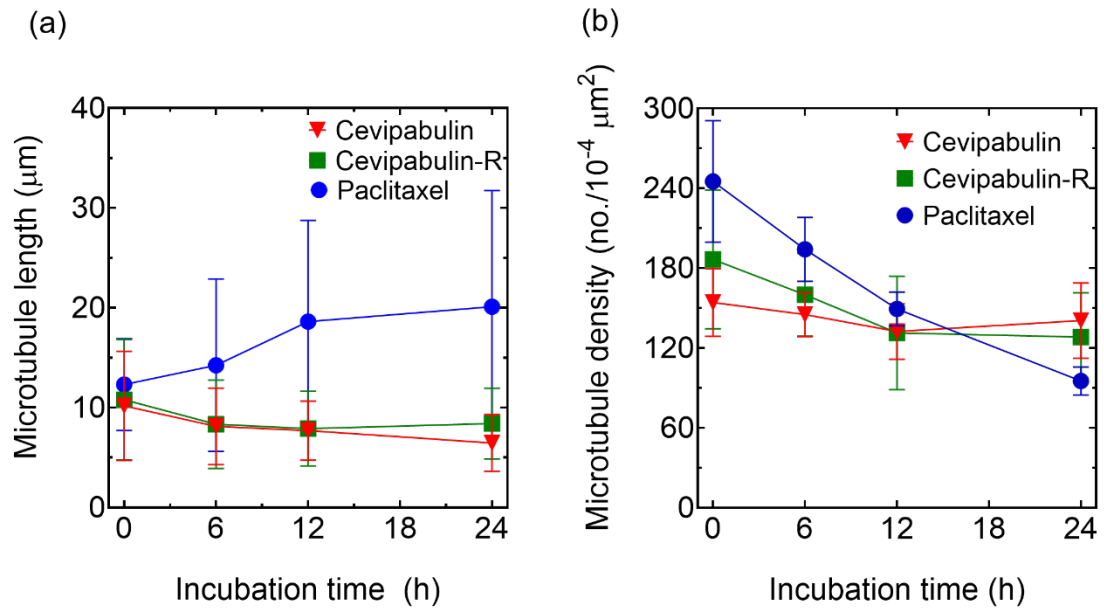 (a)
Microtubule length (μm)
40
30
20
10
0
Cevipabulin
Cevipabulin-R
Paclitaxel
0 6 12 18 24
Incubation time (h)
(b)
Microtubule density (no./10⁻⁴ μm²)
300
240
180
120
60
0
Cevipabulin
Cevipabulin-R
Paclitaxel
0 6 12 18 24
Incubation time (h)